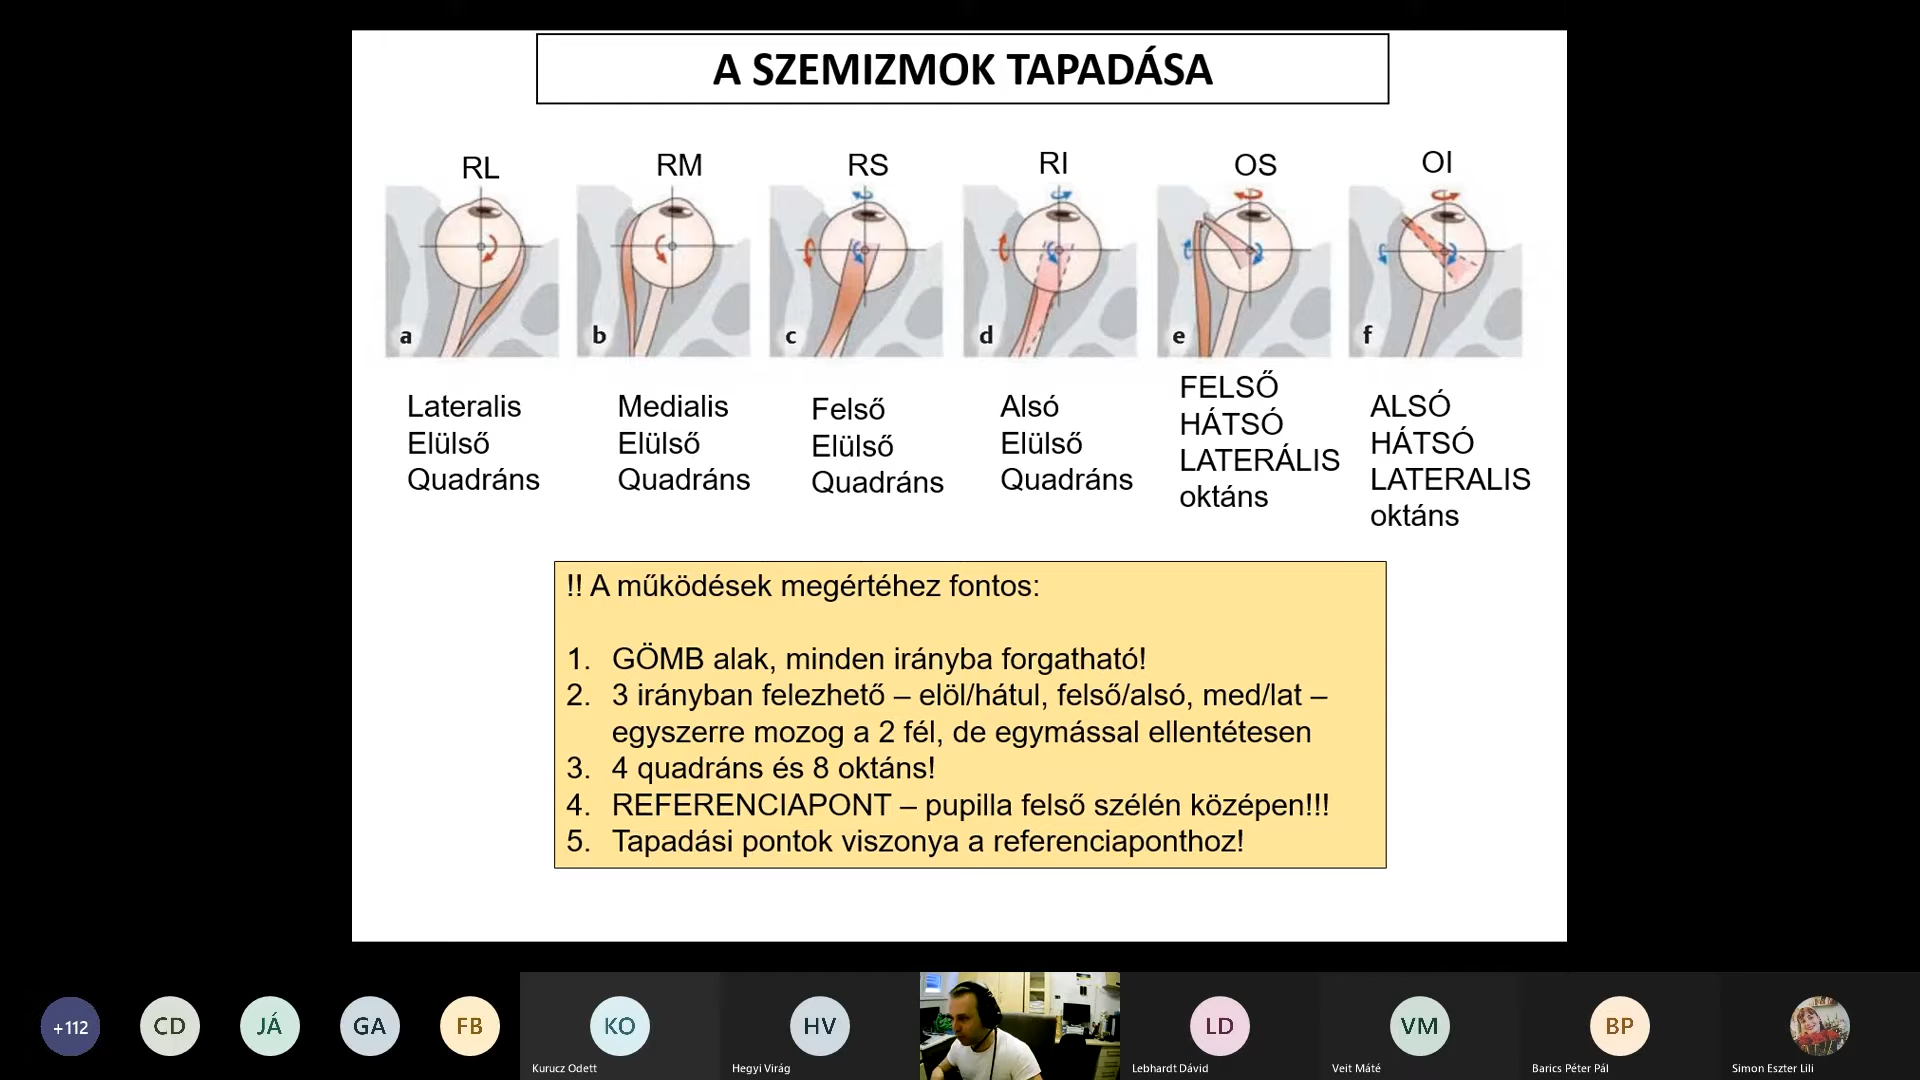 A SZEMIZMOK TAPADÁSA
RL
RM
RS
RI
OS
OI
a
b
c
d
e
f
Lateralis
Elülső
Quadráns
Medialis
Elülső
Quadráns
Felső
Elülső
Quadráns
Alsó
Elülső
Quadráns
FELSŐ
HÁTSÓ
LATERÁLIS
oktáns
ALSÓ
HÁTSÓ
LATERALIS
oktáns
!! A működések megértéhez fontos:
1. GÖMB alak, minden irányba forgatható!
2. 3 irányban felezhető – elöl/hátul, felső/alsó, med/lat –
egyszerre mozog a 2 fél, de egymással ellentétesen
3. 4 quadráns és 8 oktáns!
4. REFERENCIAPONT – pupilla felső szélén középen!!!
5. Tapadási pontok viszonya a referenciaponthoz!
+112
CD
JÁ
GA
FB
KO
Kurucz Odett
HV
Hegyi Virág
LD
Lebhardt Dávid
VM
Veit Máté
BP
Barics Péter Pál
Simon Eszter Lili